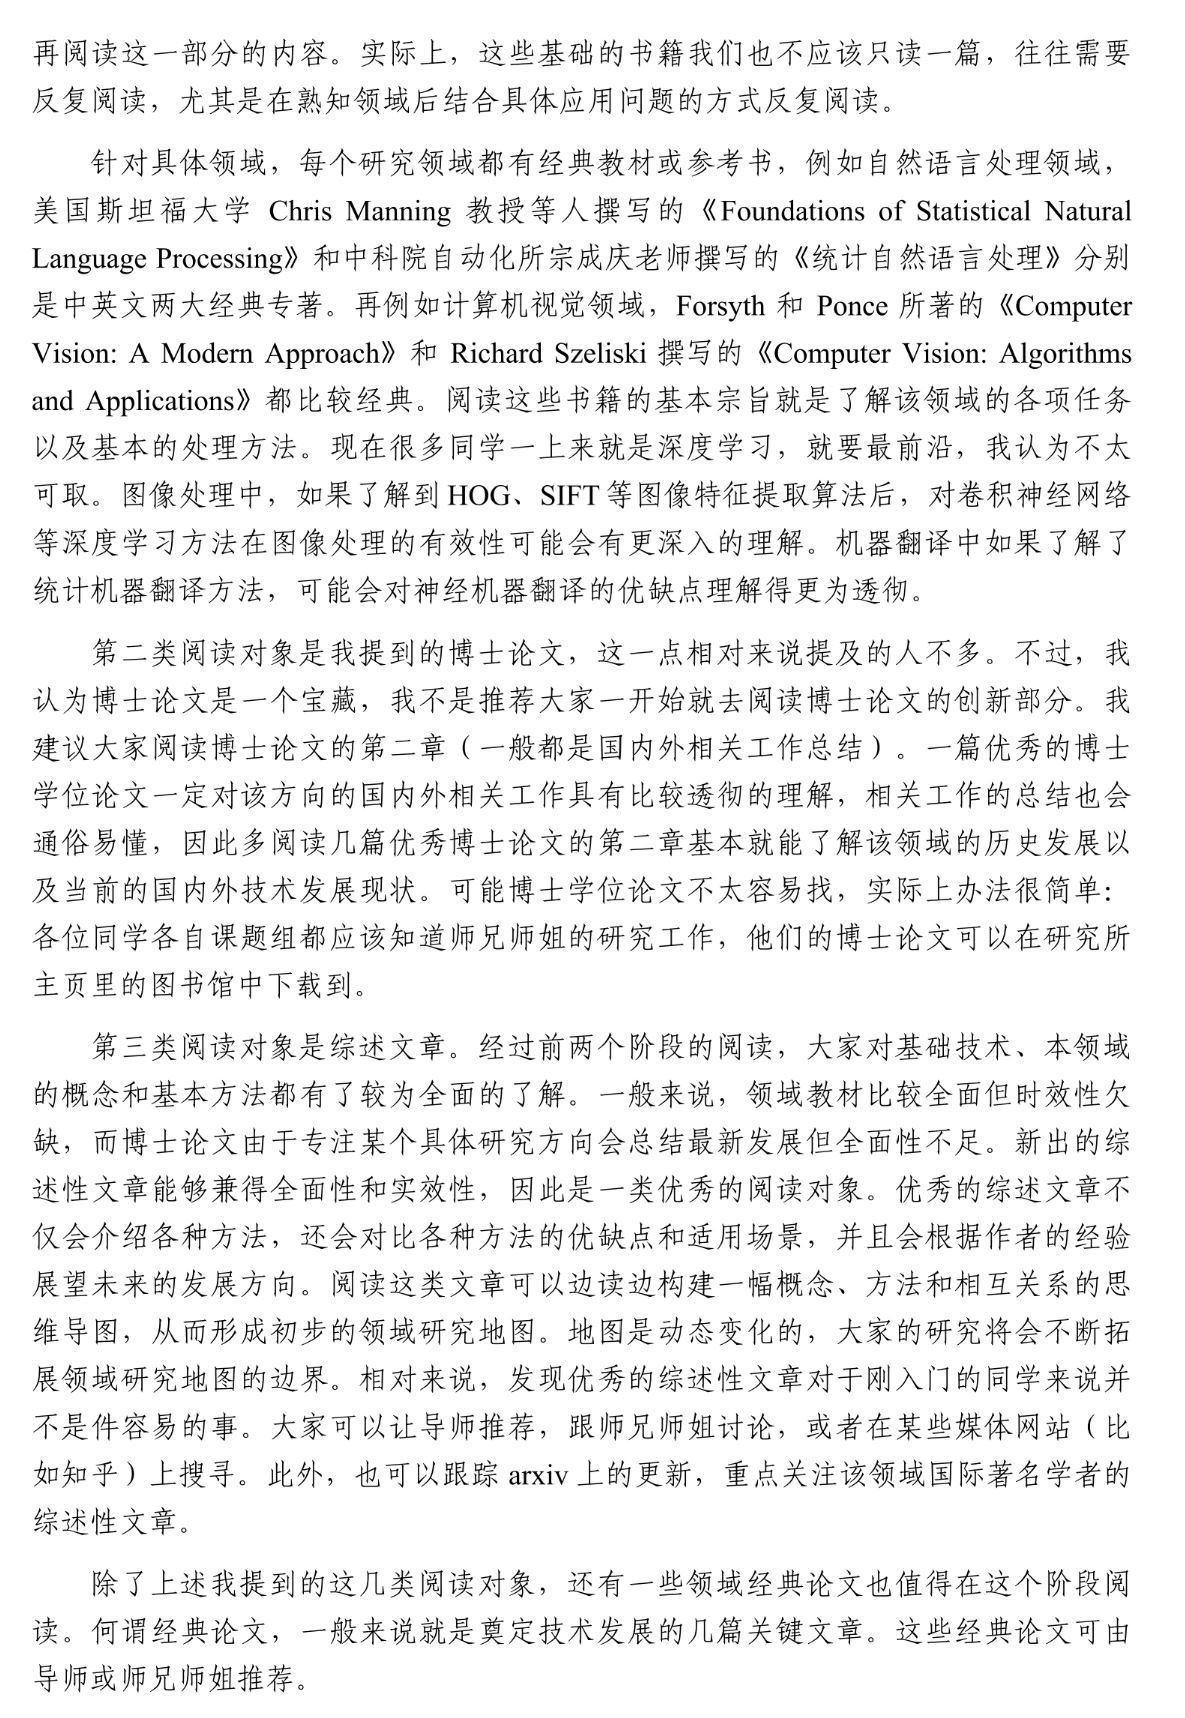 再阅读这一部分的内容。实际上，这些基础的书籍我们也不应该只读一篇，往往需要
反复阅读，尤其是在熟知领域后结合具体应用问题的方式反复阅读。
针对具体领域，每个研究领域都有经典教材或参考书，例如自然语言处理领域，
美国斯坦福大学 Chris Manning 教授等人撰写的《Foundations of Statistical Natural
Language Processing》和中科院自动化所宗成庆老师撰写的《统计自然语言处理》分别
是中英文两大经典专著。再例如计算机视觉领域，Forsyth 和 Ponce 所著的《Computer
Vision: A Modern Approach》和 Richard Szeliski 撰写的《Computer Vision: Algorithms
and Applications》都比较经典。阅读这些书籍的基本宗旨就是了解该领域的各项任务
以及基本的处理方法。现在很多同学一上来就是深度学习，就要最前沿，我认为不太
可取。图像处理中，如果了解到 HOG、SIFT 等图像特征提取算法后，对卷积神经网络
等深度学习方法在图像处理的有效性可能会有更深入的理解。机器翻译中如果了解了
统计机器翻译方法，可能会对神经机器翻译的优缺点理解得更为透彻。
第二类阅读对象是我提到的博士论文，这一点相对来说提及的人不多。不过，我
认为博士论文是一个宝藏，我不是推荐大家一开始就去阅读博士论文的创新部分。我
建议大家阅读博士论文的第二章（一般都是国内外相关工作总结）。一篇优秀的博士
学位论文一定对该方向的国内外相关工作具有比较透彻的理解，相关工作的总结也会
通俗易懂，因此多阅读几篇优秀博士论文的第二章基本就能了解该领域的历史发展以
及当前的国内外技术发展现状。可能博士学位论文不太容易找，实际上办法很简单：
各位同学各自课题组都应该知道师兄师姐的研究工作，他们的博士论文可以在研究所
主页里的图书馆中下载到。
第三类阅读对象是综述文章。经过前两个阶段的阅读，大家对基础技术、本领域
的概念和基本方法都有了较为全面的了解。一般来说，领域教材比较全面但时效性欠
缺，而博士论文由于专注某个具体研究方向会总结最新发展但全面性不足。新出的综
述性文章能够兼得全面性和实效性，因此是一类优秀的阅读对象。优秀的综述文章不
仅会介绍各种方法，还会对比各种方法的优缺点和适用场景，并且会根据作者的经验
展望未来的发展方向。阅读这类文章可以边读边构建一幅概念、方法和相互关系的思
维导图，从而形成初步的领域研究地图。地图是动态变化的，大家的研究将会不断拓
展领域研究地图的边界。相对来说，发现优秀的综述性文章对于刚入门的同学来说并
不是件容易的事。大家可以让导师推荐，跟师兄师姐讨论，或者在某些媒体网站（比
如知乎）上搜寻。此外，也可以跟踪 arxiv 上的更新，重点关注该领域国际著名学者的
综述性文章。
除了上述我提到的这几类阅读对象，还有一些领域经典论文也值得在这个阶段阅
读。何谓经典论文，一般来说就是奠定技术发展的几篇关键文章。这些经典论文可由
导师或师兄师姐推荐。